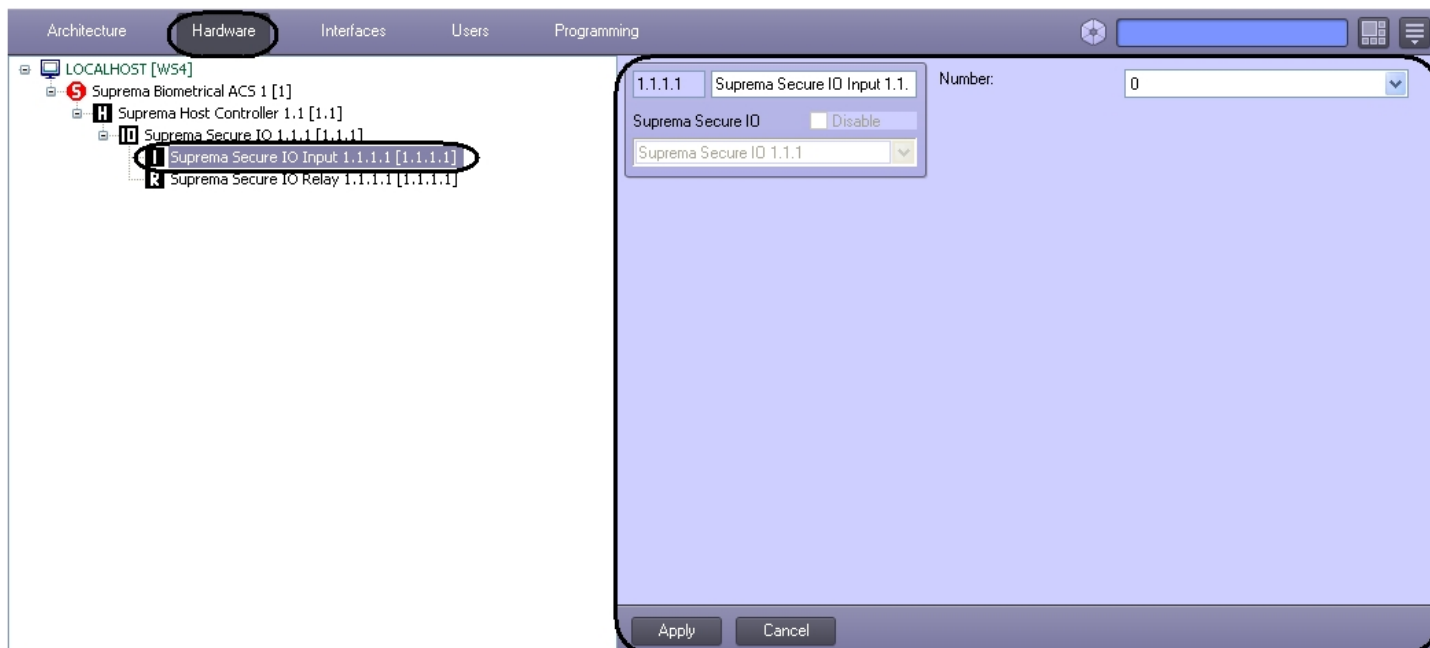 Architecture Hardware Interfaces Users Programming
LOCALHOST [WS4]
S Suprema Biometrical ACS 1 [1]
H Suprema Host Controller 1.1 [1.1]
IO Suprema Secure IO 1.1.1 [1.1.1]
I Suprema Secure IO Input 1.1.1.1 [1.1.1.1]
R Suprema Secure IO Relay 1.1.1.1 [1.1.1.1]
1.1.1.1 Suprema Secure IO Input 1.1.
Suprema Secure IO Disable
Suprema Secure IO 1.1.1
Number: 0
Apply Cancel